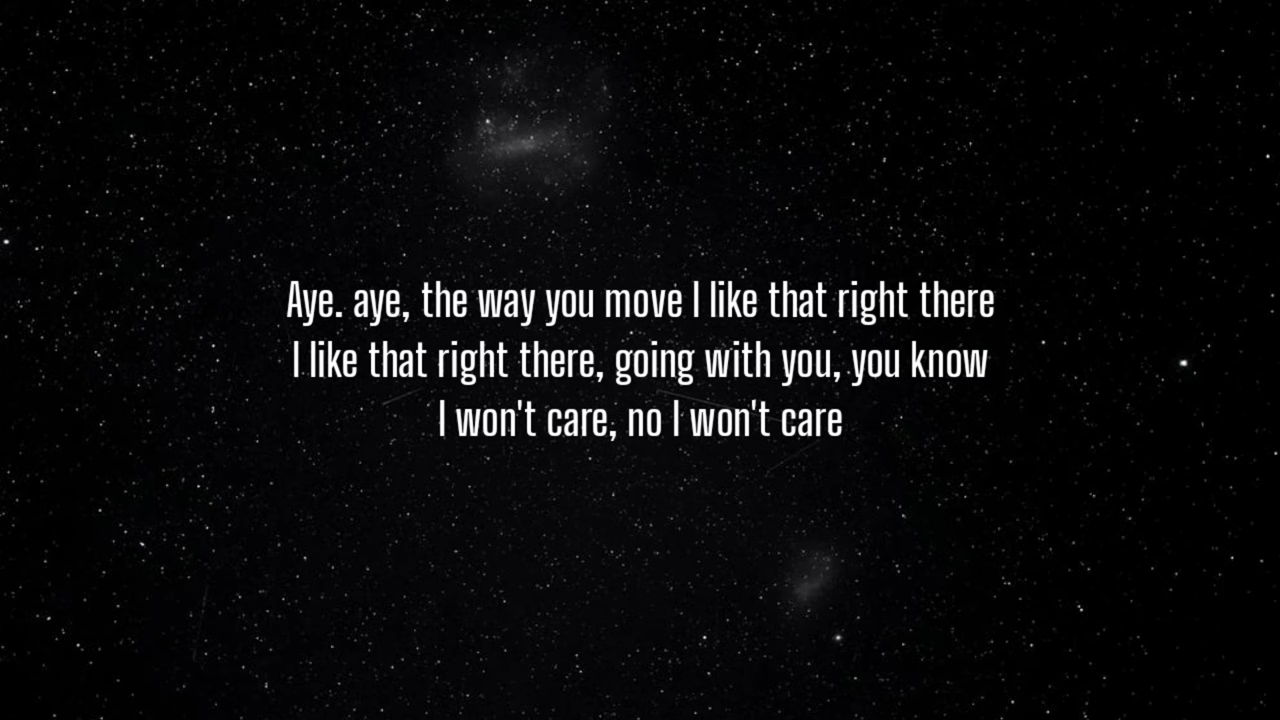 Aye. aye, the way you move I like that right there
I like that right there, going with you, you know
I won't care, no I won't care